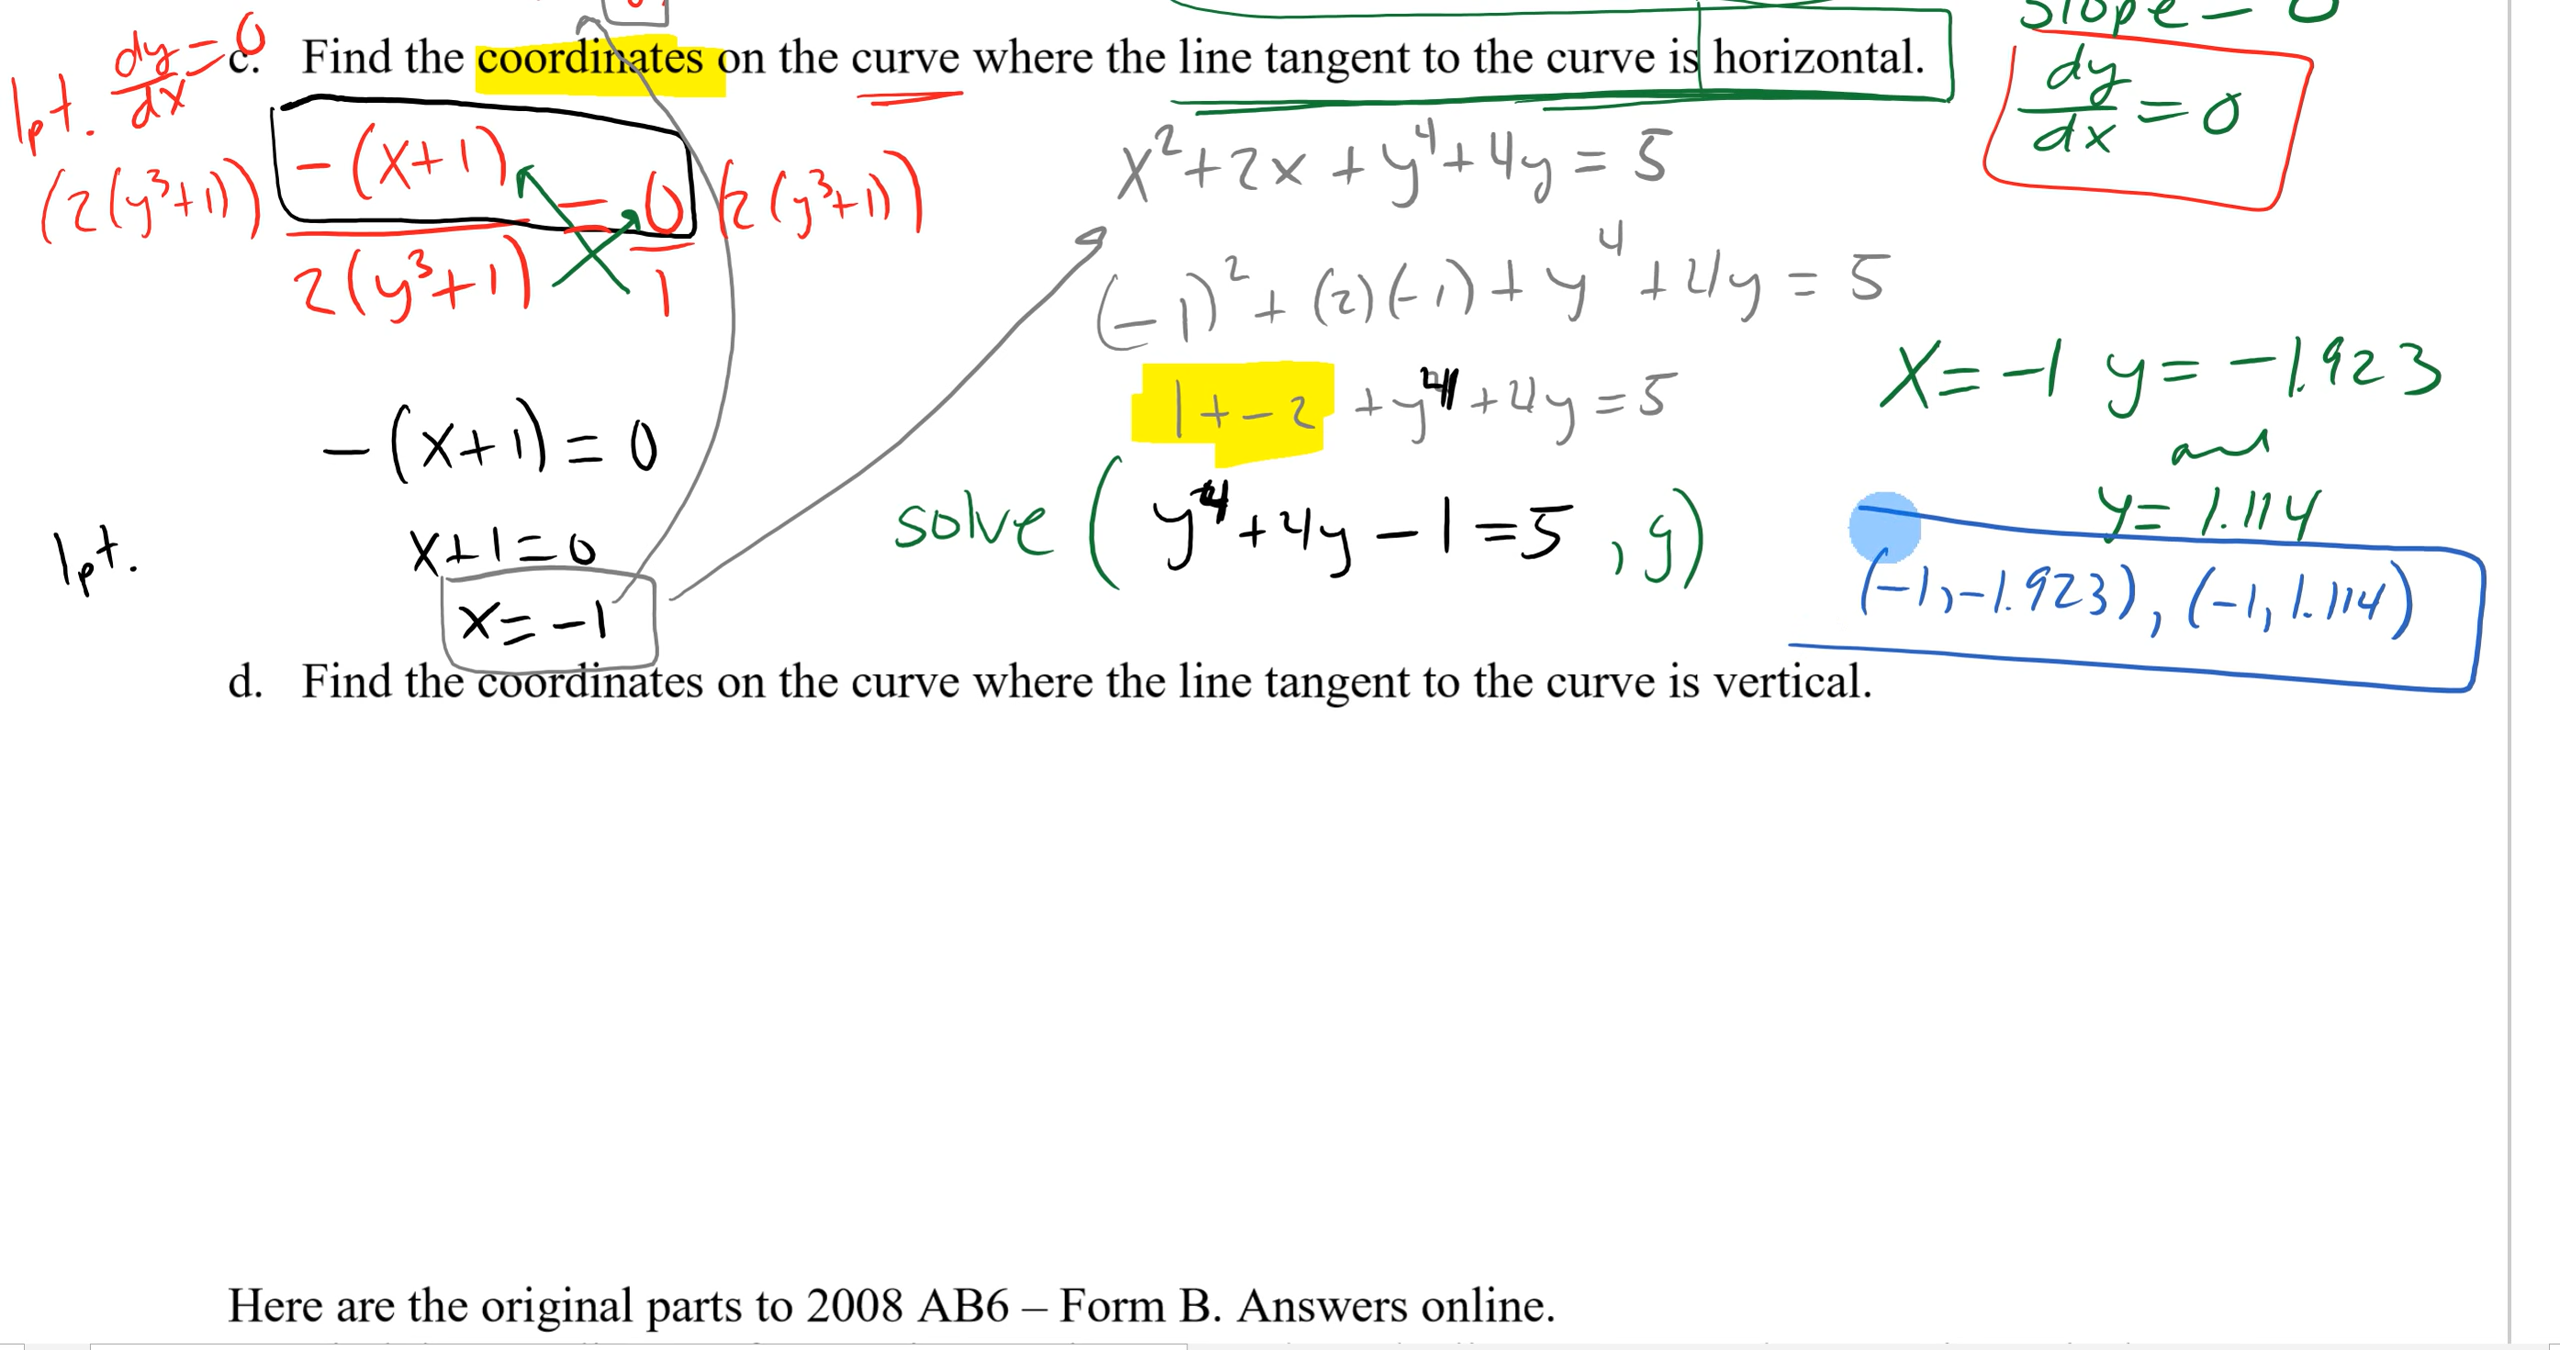 slope = 0
dy/dx = 0
1pt. dy/dx = 0
c. Find the coordinates on the curve where the line tangent to the curve is horizontal.
(2(y³+1)) -(x+1)/2(y³+1) = 0/1 (2(y³+1))
-(x+1) = 0
1pt. x+1=0
x = -1
x² + 2x + y⁴ + 4y = 5
(-1)² + (2)(-1) + y⁴ + 4y = 5
1 + -2 + y⁴ + 4y = 5
solve ( y⁴ + 4y - 1 = 5 , y)
x = -1 y = -1.923
and
y = 1.114
(-1, -1.923), (-1, 1.114)
d. Find the coordinates on the curve where the line tangent to the curve is vertical.
Here are the original parts to 2008 AB6 – Form B. Answers online.